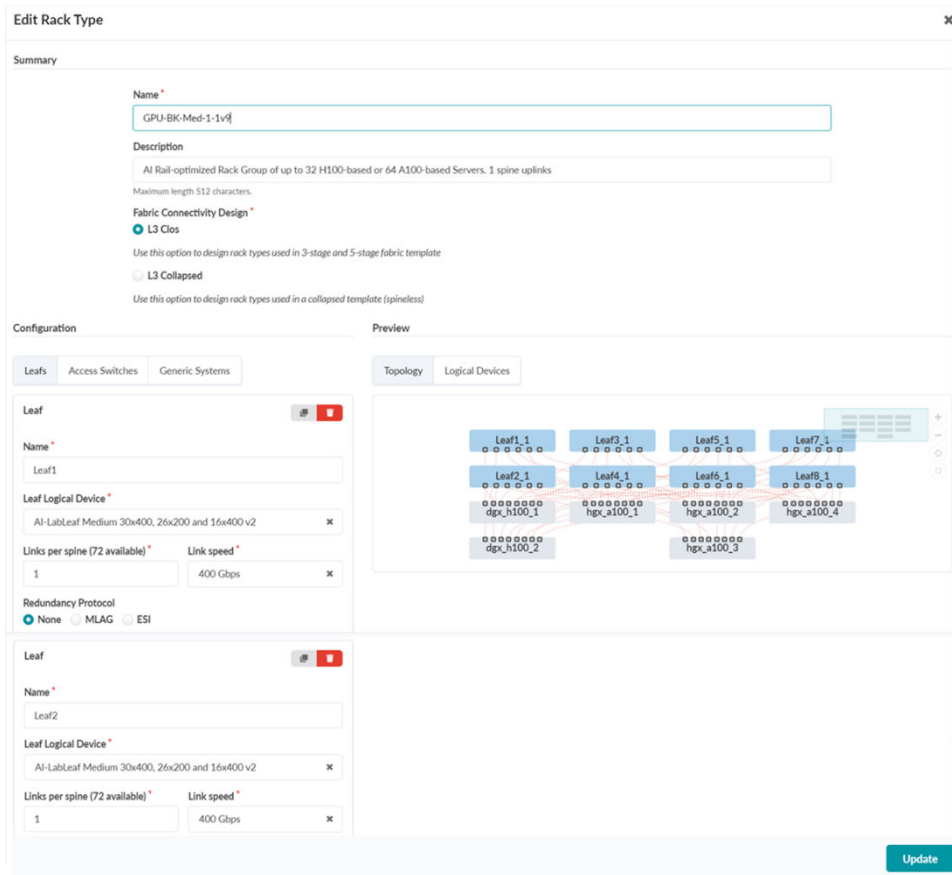 Edit Rack Type
Summary
Name *
GPU-BK-Med-1-1v9
Description
AI Rail-optimized Rack Group of up to 32 H100-based or 64 A100-based Servers. 1 spine uplinks
Maximum length 512 characters.
Fabric Connectivity Design *
L3 Clos
Use this option to design rack types used in 3-stage and 5-stage fabric template
L3 Collapsed
Use this option to design rack types used in a collapsed template (spineless)
Configuration
Leafs Access Switches Generic Systems
Leaf
Name *
Leaf1
Leaf Logical Device *
AI-LabLeaf Medium 30x400, 26x200 and 16x400 v2
Links per spine (72 available) * Link speed *
1 400 Gbps
Redundancy Protocol
None MLAG ESI
Leaf
Name *
Leaf2
Leaf Logical Device *
AI-LabLeaf Medium 30x400, 26x200 and 16x400 v2
Links per spine (72 available) * Link speed *
1 400 Gbps
Preview
Topology Logical Devices
Leaf1_1 Leaf3_1 Leaf5_1 Leaf7_1
Leaf2_1 Leaf4_1 Leaf6_1 Leaf8_1
dgx_h100_1 hgx_a100_1 hgx_a100_2 hgx_a100_4
dgx_h100_2 hgx_a100_3
Update